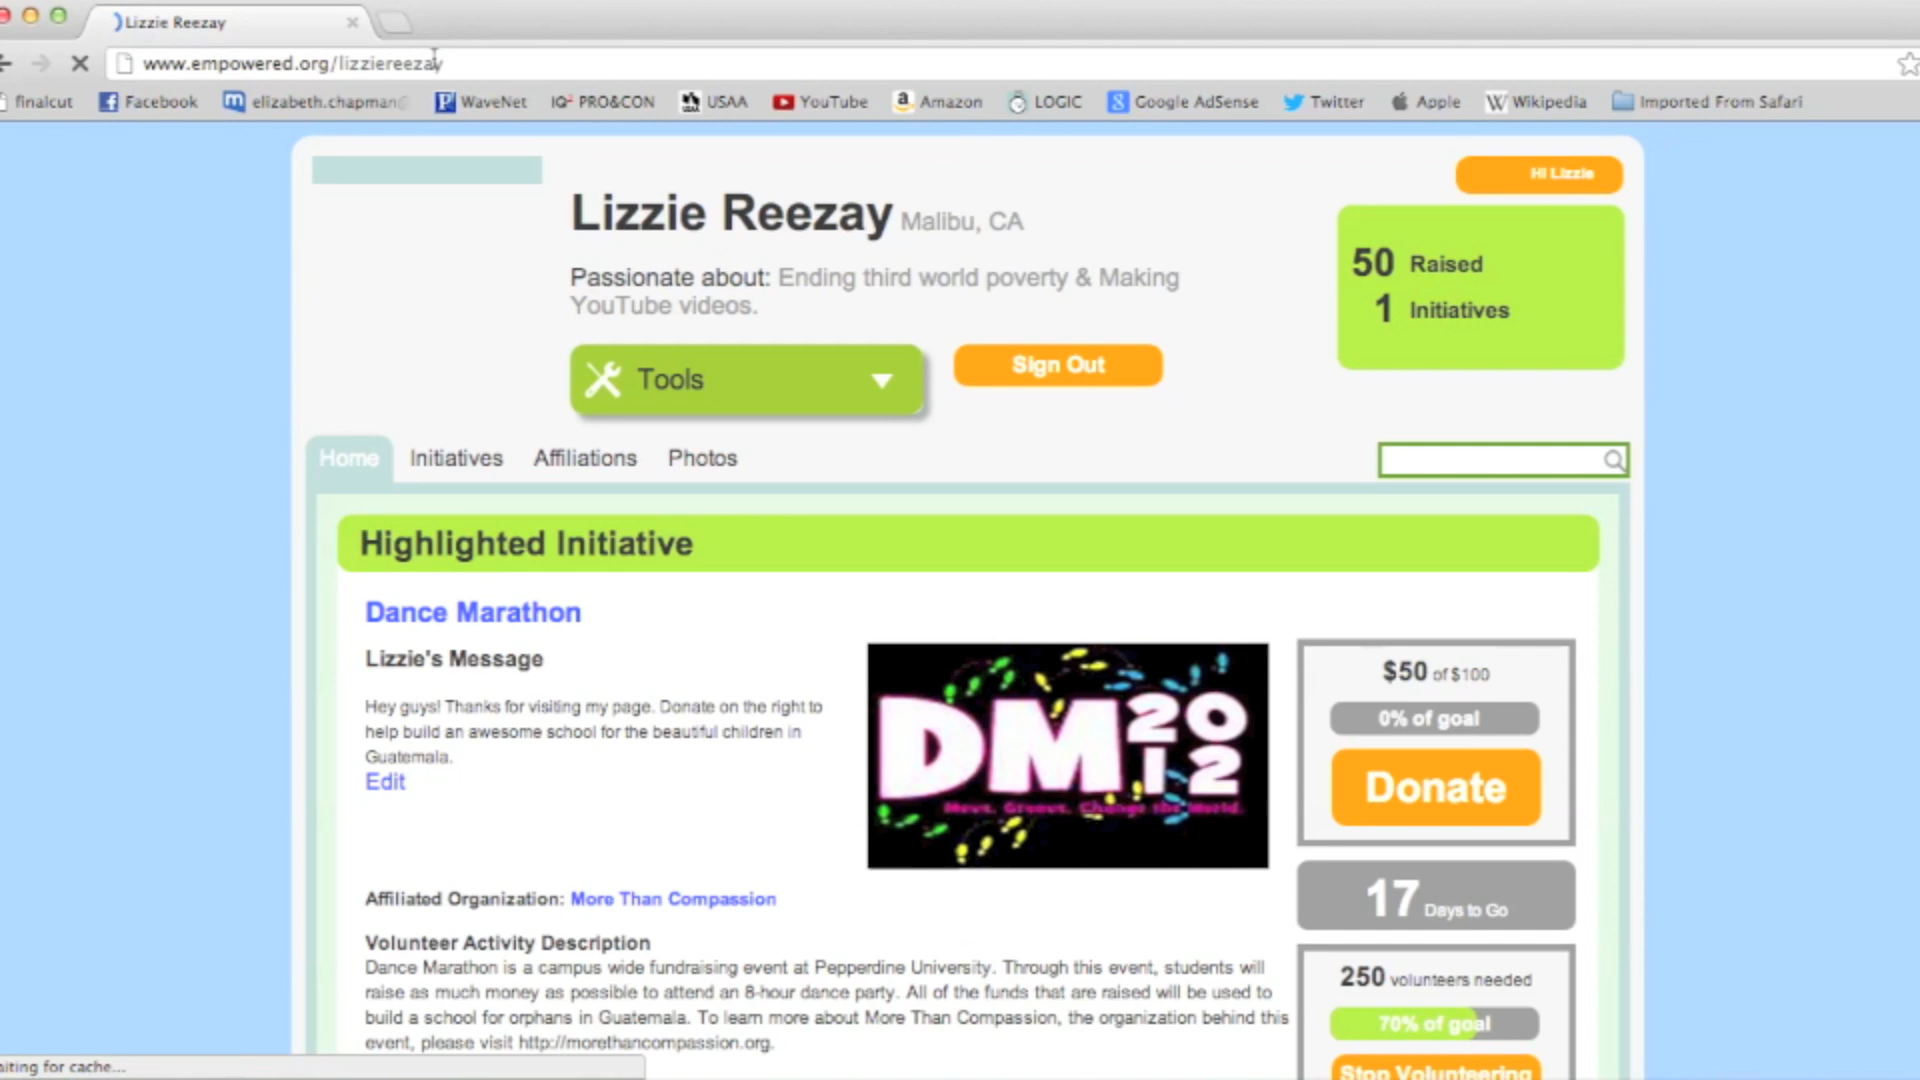 Lizzie Reezay
www.empowered.org/lizziereezay
finalcut Facebook elizabeth.chapman@ WaveNet IQ² PRO&CON USAA YouTube Amazon LOGIC Google AdSense Twitter Apple Wikipedia Imported From Safari
Hi Lizzie
Lizzie Reezay Malibu, CA
50 Raised
1 Initiatives
Passionate about: Ending third world poverty & Making
YouTube videos.
Tools
Sign Out
Home Initiatives Affiliations Photos
Highlighted Initiative
Dance Marathon
Lizzie's Message
Hey guys! Thanks for visiting my page. Donate on the right to
help build an awesome school for the beautiful children in
Guatemala.
Edit
DM 2012
Move. Groove. Change the World.
$50 of $100
0% of goal
Donate
17 Days to Go
Affiliated Organization: More Than Compassion
Volunteer Activity Description
Dance Marathon is a campus wide fundraising event at Pepperdine University. Through this event, students will
raise as much money as possible to attend an 8-hour dance party. All of the funds that are raised will be used to
build a school for orphans in Guatemala. To learn more about More Than Compassion, the organization behind this
event, please visit http://morethancompassion.org.
250 volunteers needed
70% of goal
Stop Volunteering
aiting for cache...